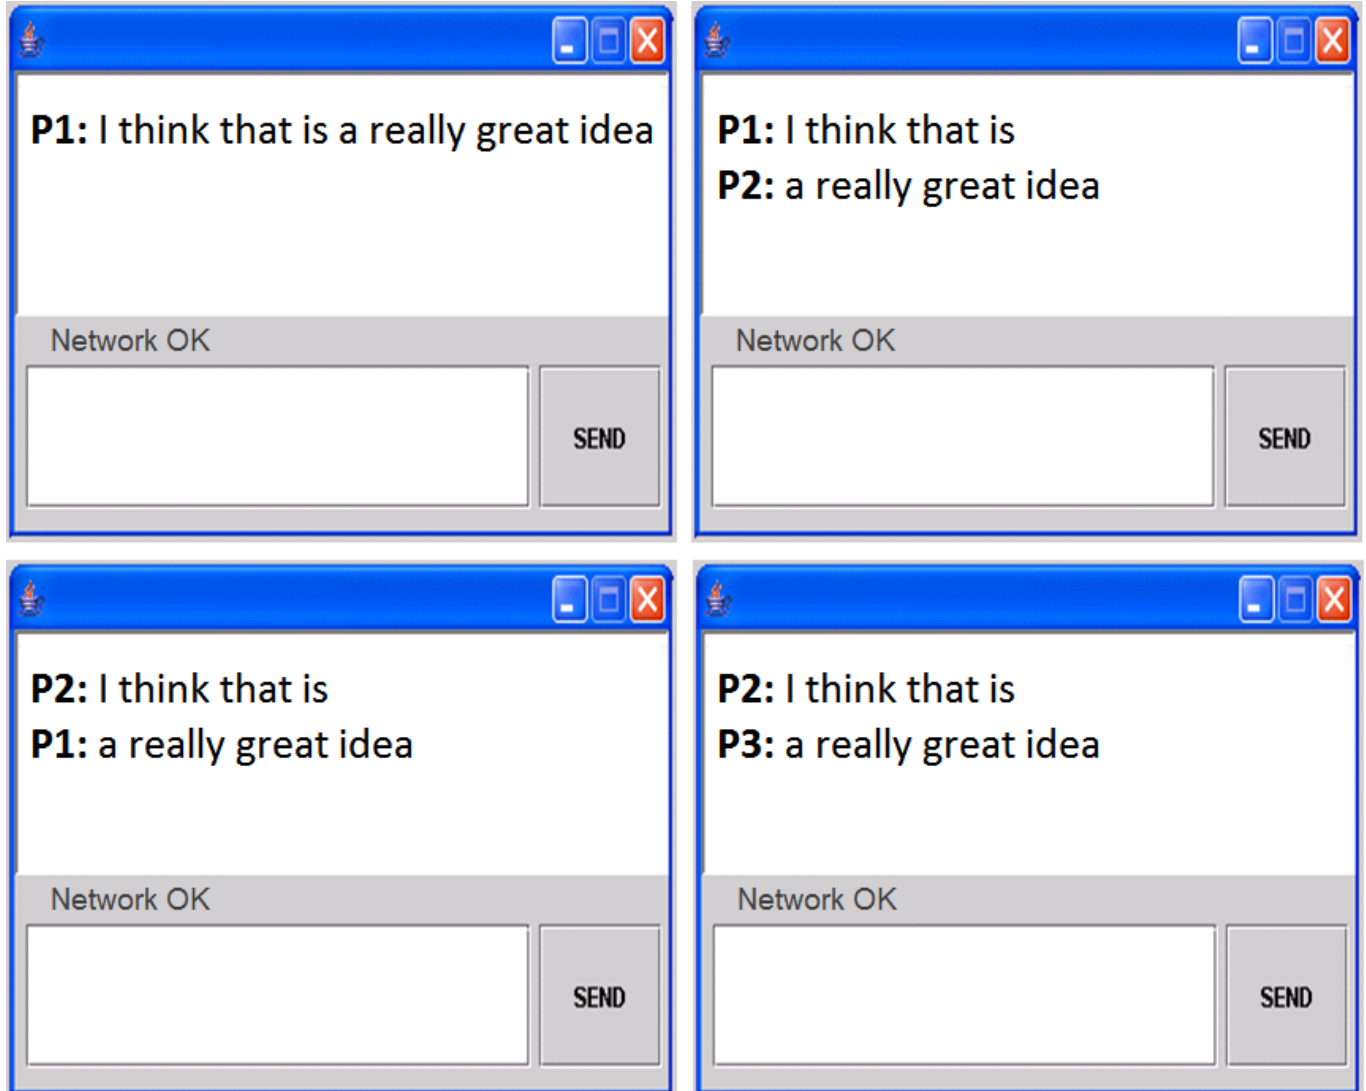 P1: I think that is a really great idea
Network OK
SEND
P1: I think that is
P2: a really great idea
Network OK
SEND
P2: I think that is
P1: a really great idea
Network OK
SEND
P2: I think that is
P3: a really great idea
Network OK
SEND